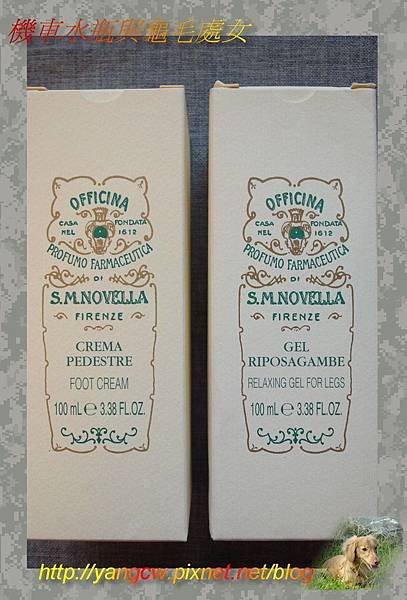 機車水瓶與龜毛處女
OFFICINA
CASA FONDATA
NEL 1612
PROFUMO FARMACEUTICA
DI
S.M.NOVELLA
FIRENZE
CREMA
PEDESTRE
FOOT CREAM
100 mL e 3.38 FL.OZ.
OFFICINA
CASA FONDATA
NEL 1612
PROFUMO FARMACEUTICA
DI
S.M.NOVELLA
FIRENZE
GEL
RIPOSAGAMBE
RELAXING GEL FOR LEGS
100 mL e 3.38 FL.OZ.
http://yangcw.pixnet.net/blog